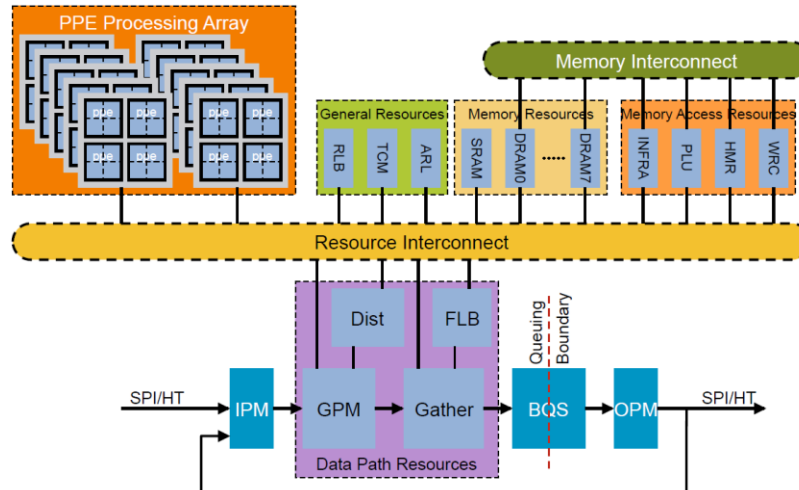 PPE Processing Array
ppe ppe ppe ppe
ppe ppe ppe ppe
Memory Interconnect
General Resources
RLB
TCM
ARL
Memory Resources
SRAM
DRAM0
......
DRAM7
Memory Access Resources
INFRA
PLU
HMR
WRC
Resource Interconnect
Dist
FLB
Queuing
Boundary
SPI/HT
IPM
GPM
Gather
BQS
OPM
SPI/HT
Data Path Resources